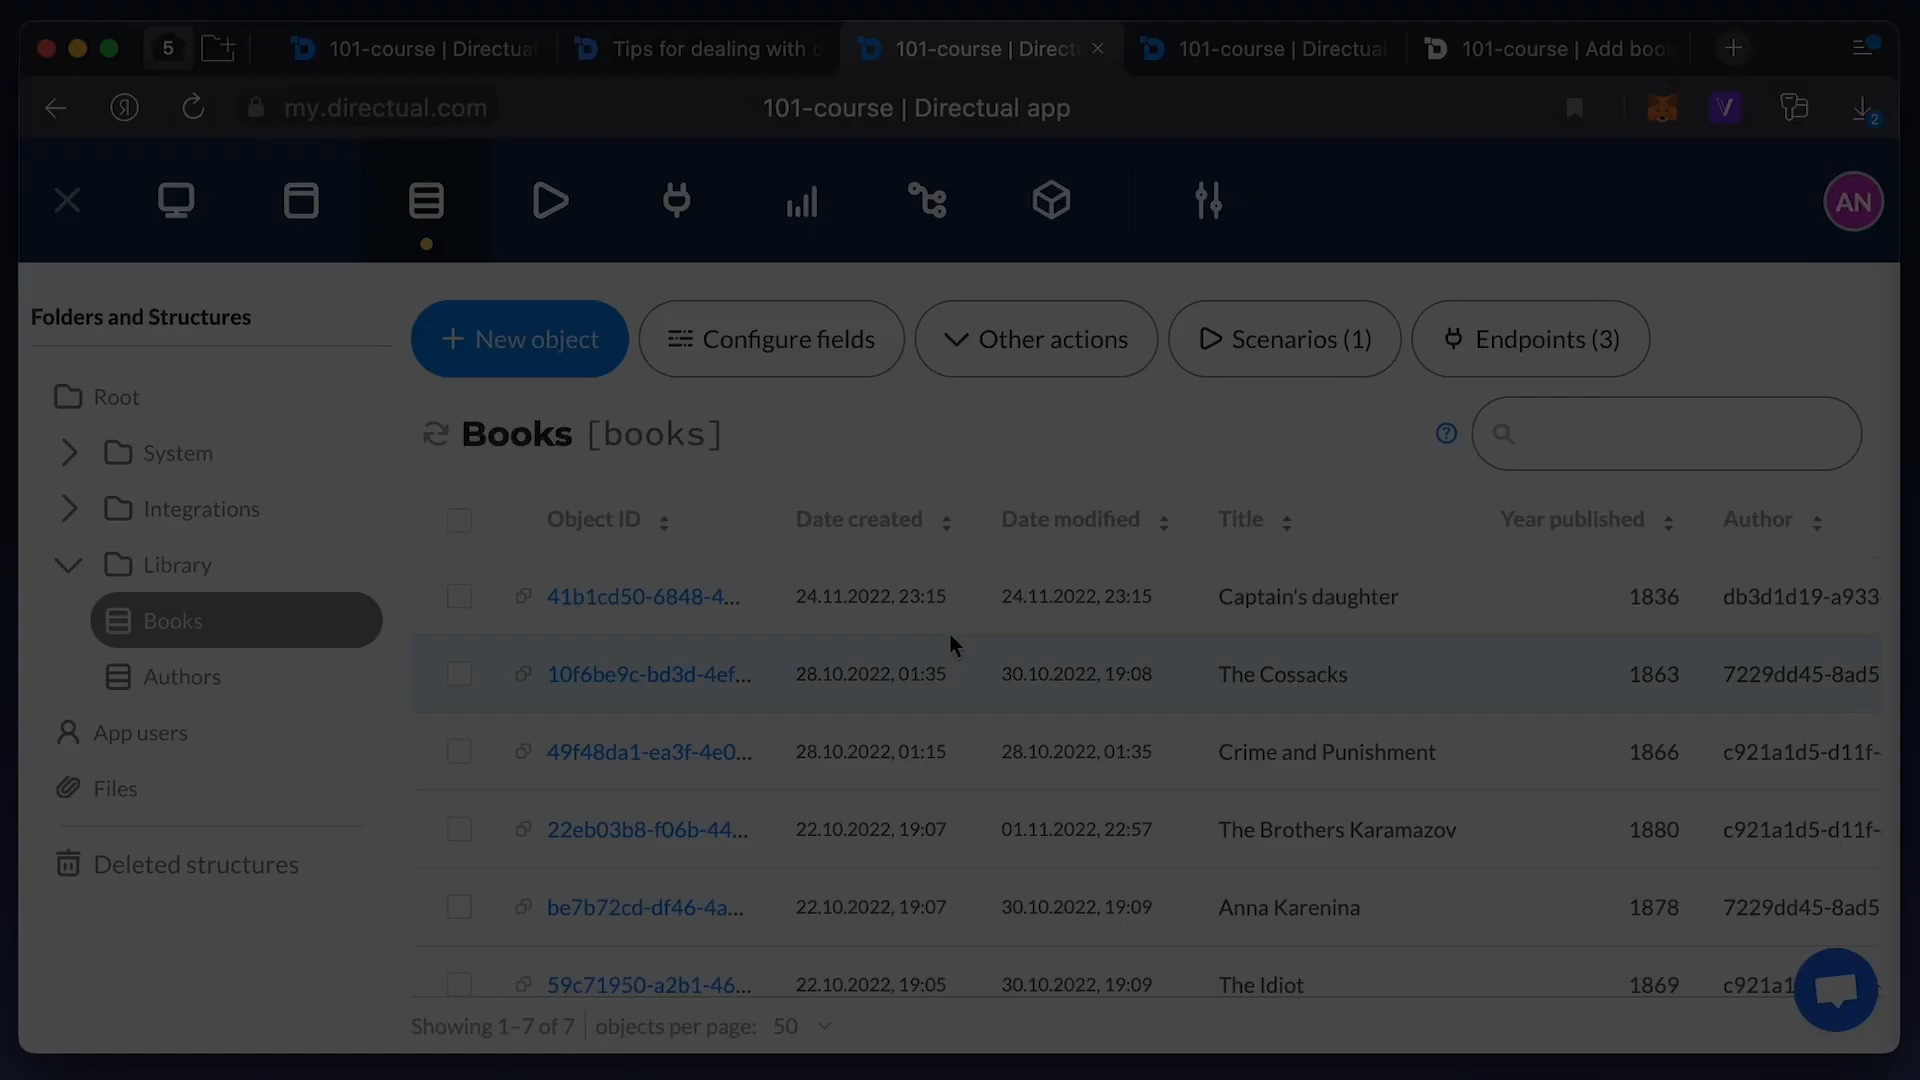 5
101-course | Directual
Tips for dealing with d
101-course | Direct
101-course | Directual
101-course | Add boo
my.directual.com
101-course | Directual app
2
AN
Folders and Structures
Root
System
Integrations
Library
Books
Authors
App users
Files
Deleted structures
New object
Configure fields
Other actions
Scenarios (1)
Endpoints (3)
Books [books]
Object ID Date created Date modified Title Year published Author
41b1cd50-6848-4... 24.11.2022, 23:15 24.11.2022, 23:15 Captain's daughter 1836 db3d1d19-a933-
10f6be9c-bd3d-4ef... 28.10.2022, 01:35 30.10.2022, 19:08 The Cossacks 1863 7229dd45-8ad5
49f48da1-ea3f-4e0... 28.10.2022, 01:15 28.10.2022, 01:35 Crime and Punishment 1866 c921a1d5-d11f-
22eb03b8-f06b-44... 22.10.2022, 19:07 01.11.2022, 22:57 The Brothers Karamazov 1880 c921a1d5-d11f-
be7b72cd-df46-4a... 22.10.2022, 19:07 30.10.2022, 19:09 Anna Karenina 1878 7229dd45-8ad5
59c71950-a2b1-46... 22.10.2022, 19:05 30.10.2022, 19:09 The Idiot 1869 c921a1
Showing 1–7 of 7 objects per page: 50